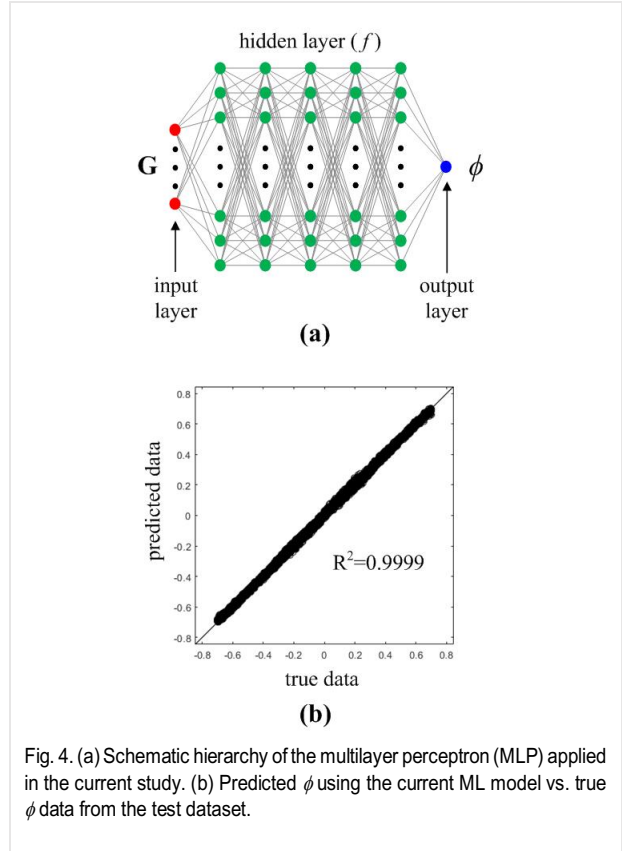 hidden layer (f)
G
ϕ
input
layer
output
layer
(a)
0.8
0.6
0.4
0.2
0
-0.2
-0.4
-0.6
-0.8
predicted data
R²=0.9999
-0.8 -0.6 -0.4 -0.2 0 0.2 0.4 0.6 0.8
true data
(b)
Fig. 4. (a) Schematic hierarchy of the multilayer perceptron (MLP) applied
in the current study. (b) Predicted ϕ using the current ML model vs. true
ϕ data from the test dataset.